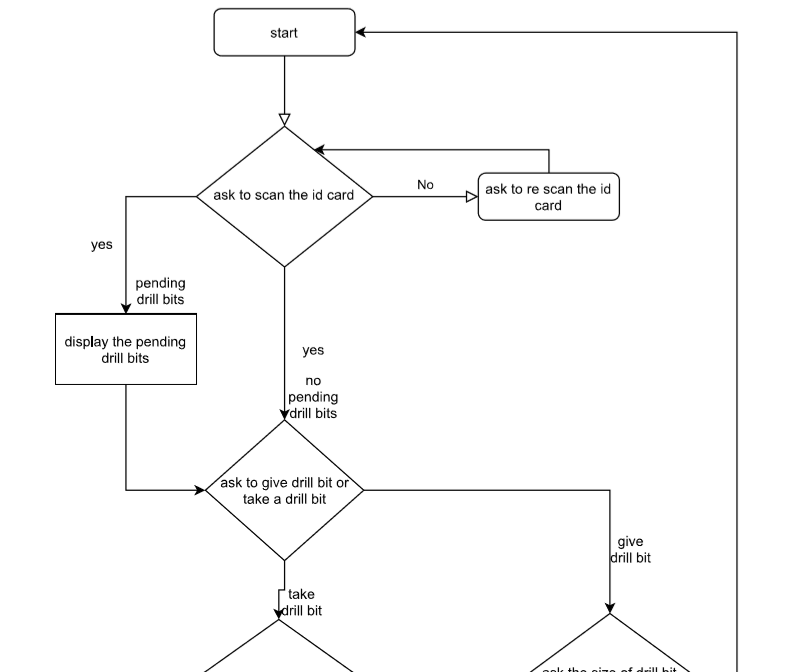 start
ask to scan the id card
No
ask to re scan the id
card
yes
pending
drill bits
display the pending
drill bits
yes
no
pending
drill bits
ask to give drill bit or
take a drill bit
give
drill bit
take
drill bit
ask the size of drill bit